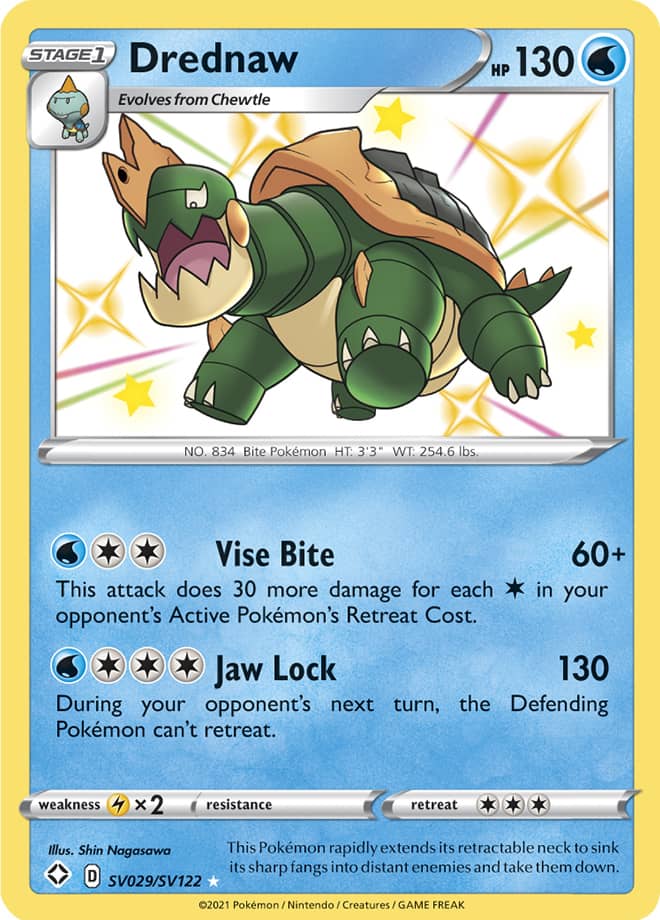 STAGE 1
Drednaw
HP 130
Evolves from Chewtle
NO. 834 Bite Pokémon HT: 3'3" WT: 254.6 lbs.
Vise Bite 60+
This attack does 30 more damage for each in your
opponent's Active Pokémon's Retreat Cost.
Jaw Lock 130
During your opponent's next turn, the Defending
Pokémon can't retreat.
weakness ×2 resistance retreat
Illus. Shin Nagasawa
This Pokémon rapidly extends its retractable neck to sink
its sharp fangs into distant enemies and take them down.
D SV029/SV122
©2021 Pokémon / Nintendo / Creatures / GAME FREAK